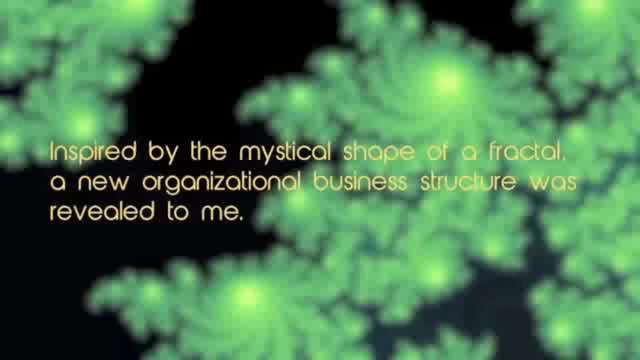 Inspired by the mystical shape of a fractal,
a new organizational business structure was
revealed to me.